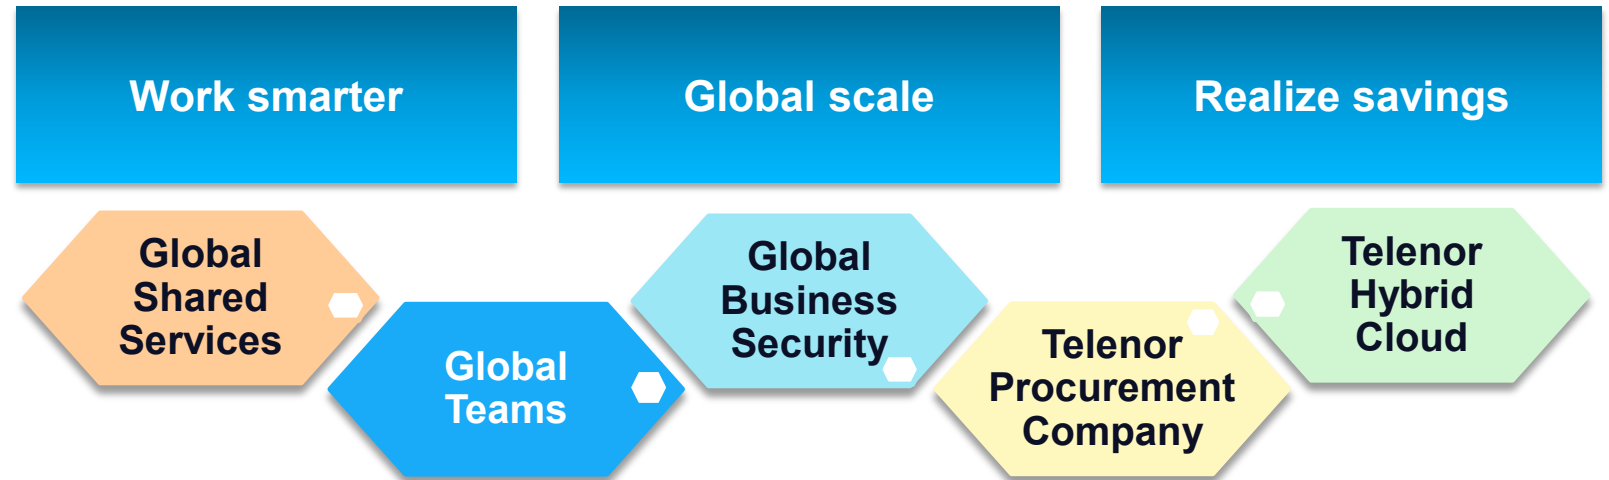 Work smarter
Global scale
Realize savings
Global
Shared
Services
Global
Teams
Global
Business
Security
Telenor
Procurement
Company
Telenor
Hybrid
Cloud